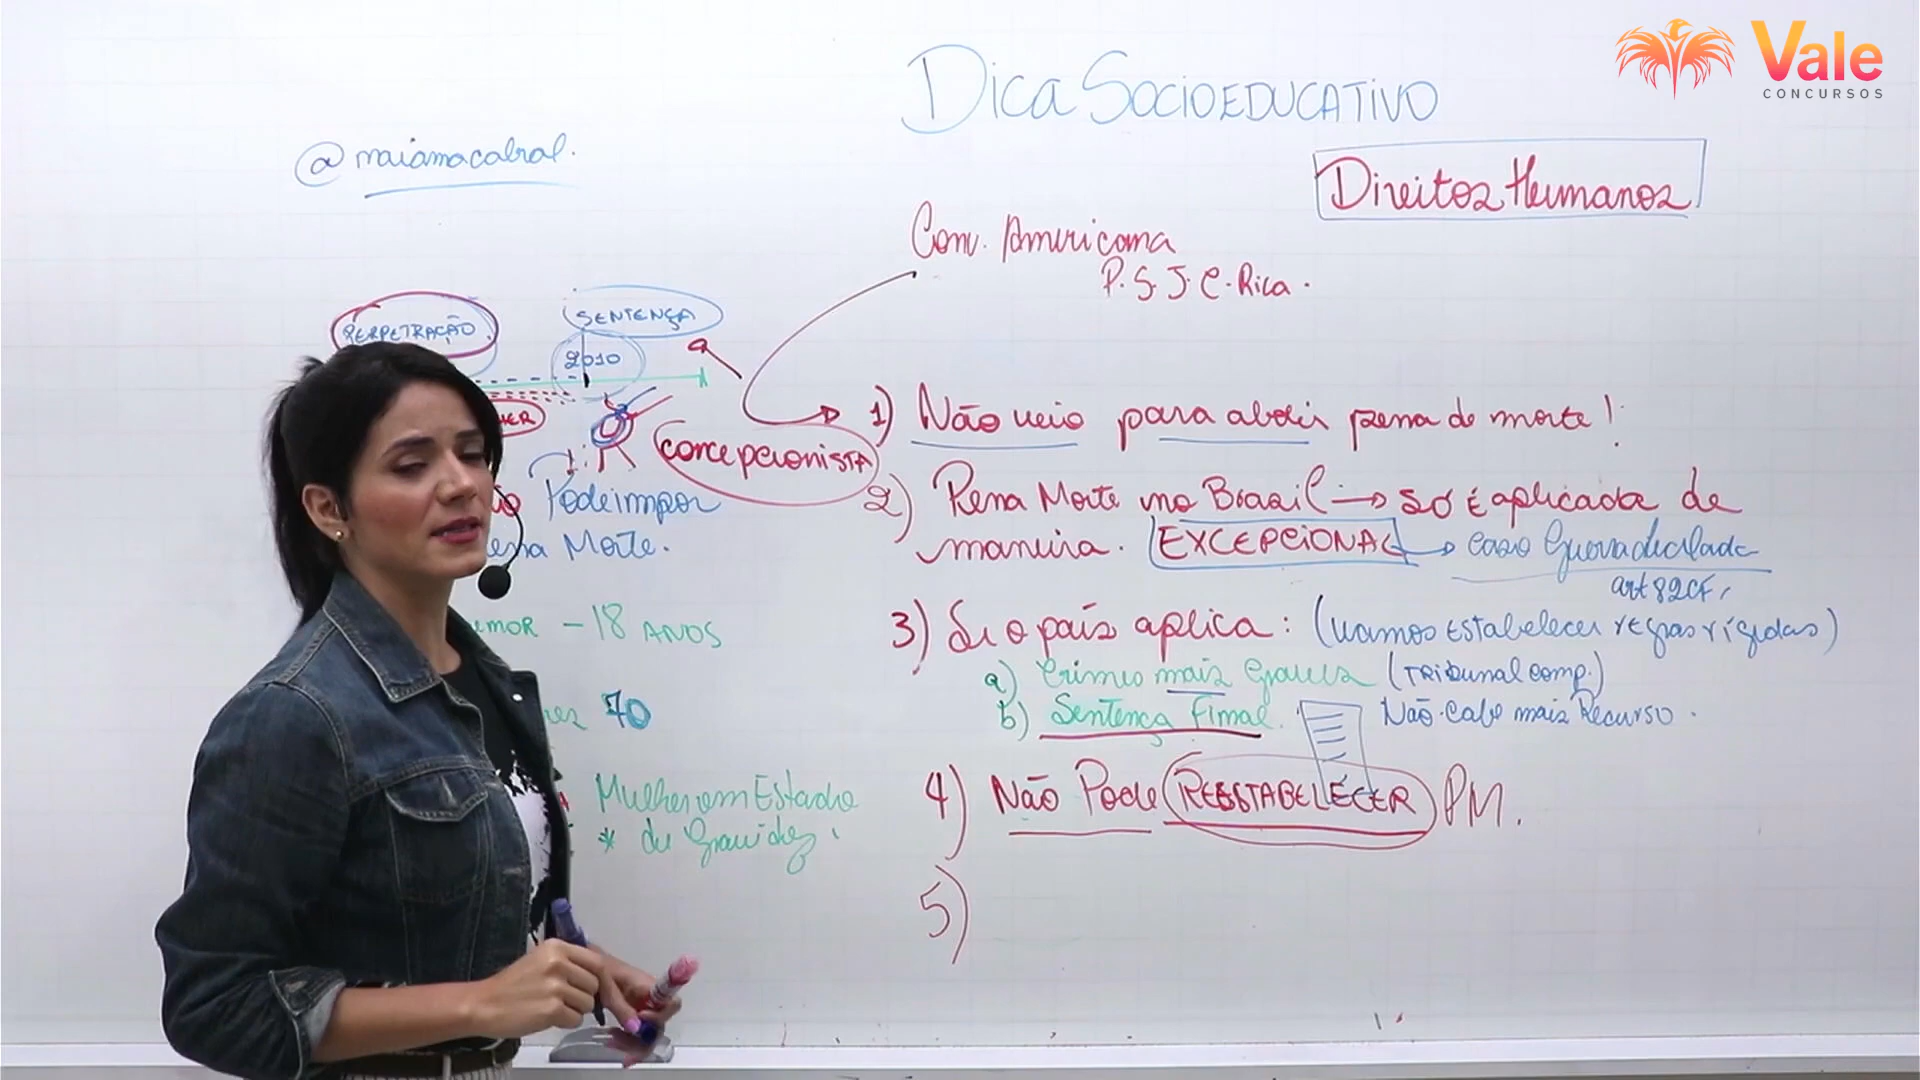 Vale
CONCURSOS
Dica SOCIOEDUCATIVO
@maiamacabral.
Direitos Humanos
Conv. Americana
P. S. J. C. Rica.
PERPETRAÇÃO
SENTENÇA
2010
concepcionista
Pode impor
Morte.
-18 ANOS
70
Mulher em Estado
* de Gravidez.
1) Não veio para abolir pena de morte!
2) Pena Morte no Brasil → só é aplicada de
maneira. EXCEPCIONAL → caso Guerra declarada
art 82 CF,
3) Se o país aplica: (vamos ESTabelecer regras rígidas)
a) Crimes mais Graves (TRibunal comp.)
b) Sentença Final. Não cabe mais Recurso.
4) Não Pode REESTABELECER PM.
5)